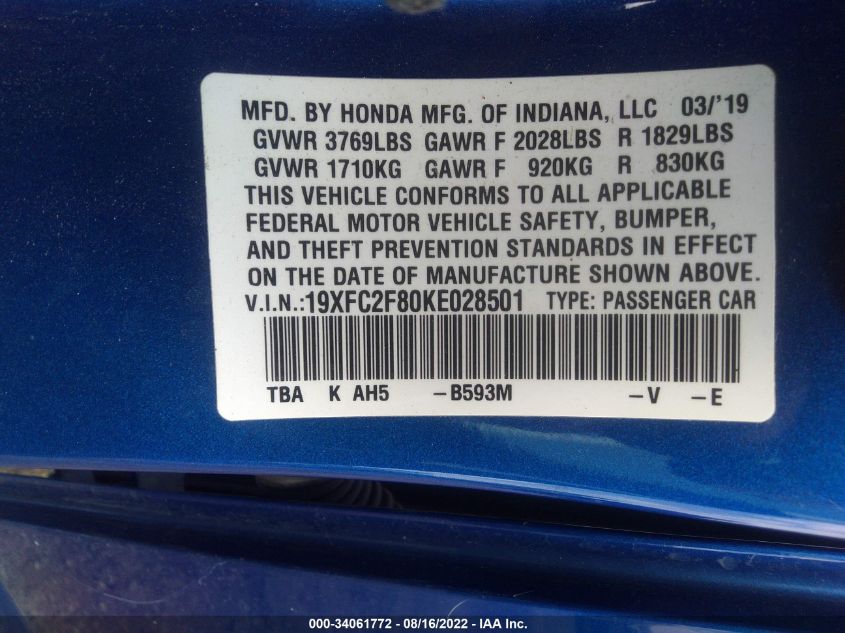 MFD. BY HONDA MFG. OF INDIANA, LLC 03/'19
GVWR 3769LBS GAWR F 2028LBS R 1829LBS
GVWR 1710KG GAWR F 920KG R 830KG
THIS VEHICLE CONFORMS TO ALL APPLICABLE
FEDERAL MOTOR VEHICLE SAFETY, BUMPER,
AND THEFT PREVENTION STANDARDS IN EFFECT
ON THE DATE OF MANUFACTURE SHOWN ABOVE.
V.I.N.:19XFC2F80KE028501 TYPE: PASSENGER CAR
TBA K AH5 -B593M -V -E
000-34061772 - 08/16/2022 - IAA Inc.